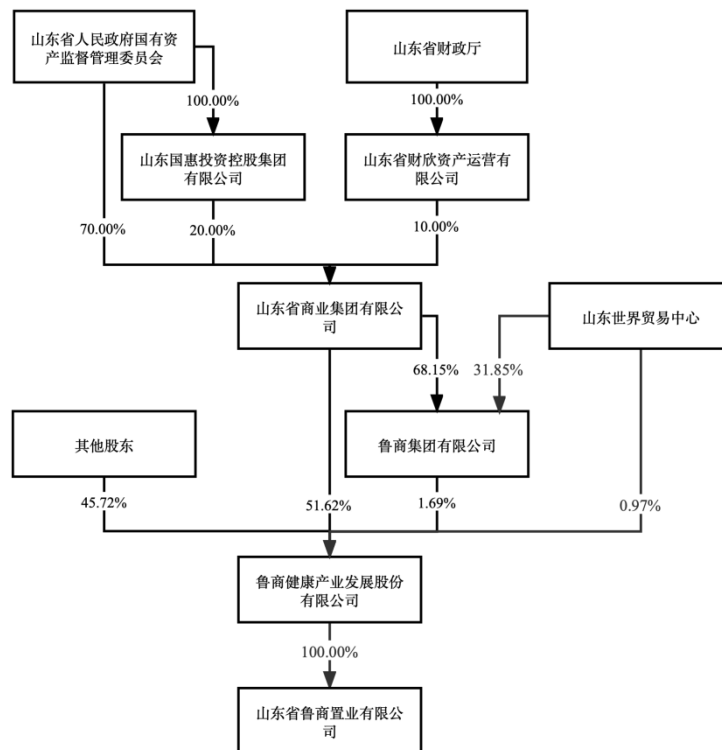 山东省人民政府国有资
产监督管理委员会
山东省财政厅
100.00%
100.00%
山东国惠投资控股集团
有限公司
山东省财欣资产运营有
限公司
70.00%
20.00%
10.00%
山东省商业集团有限公
司
山东世界贸易中心
68.15%
31.85%
其他股东
鲁商集团有限公司
45.72%
51.62%
1.69%
0.97%
鲁商健康产业发展股份
有限公司
100.00%
山东省鲁商置业有限公
司